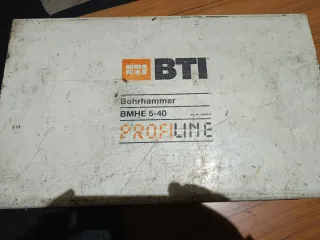 BTI
Bohrhammer
BMHE 5-40
PROFILINE